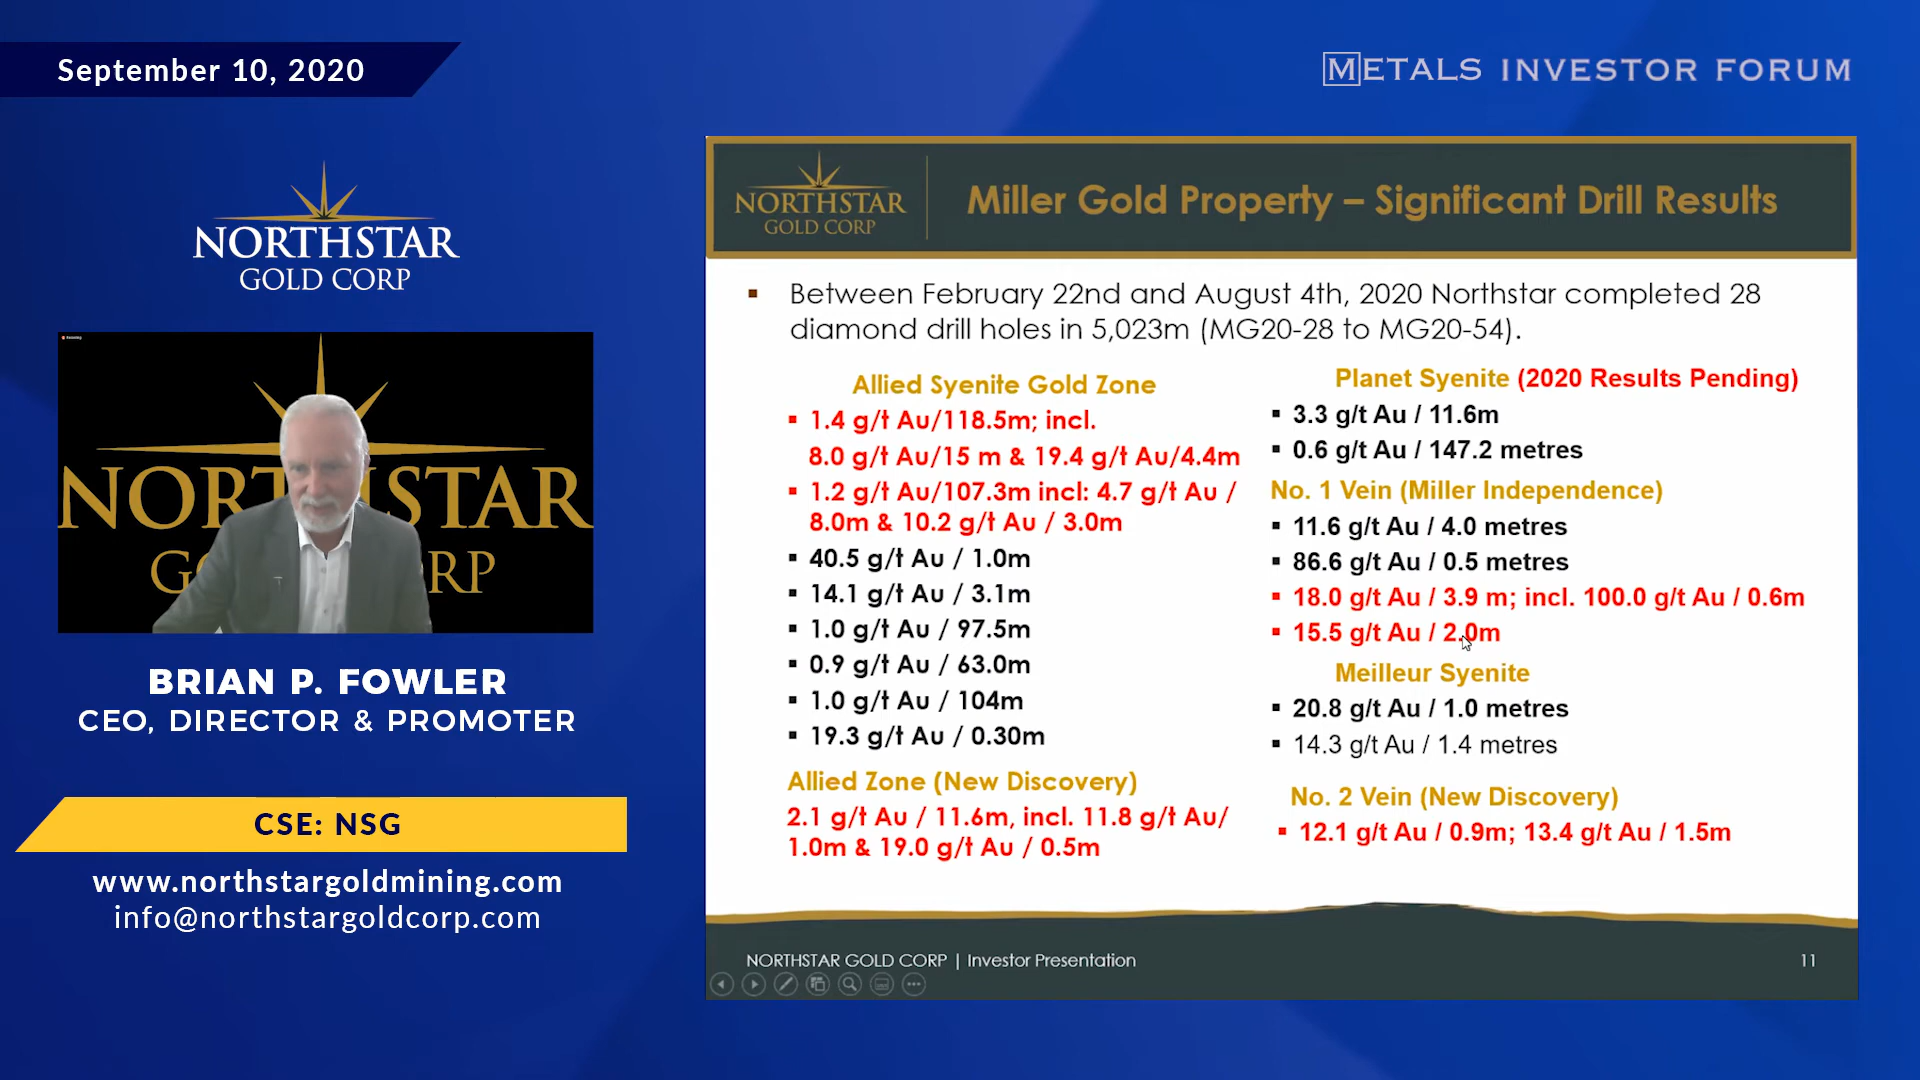 September 10, 2020
METALS INVESTOR FORUM
NORTHSTAR
GOLD CORP
NORTHSTAR
GOLD CORP
BRIAN P. FOWLER
CEO, DIRECTOR & PROMOTER
CSE: NSG
www.northstargoldmining.com
info@northstargoldcorp.com
NORTHSTAR
GOLD CORP
Miller Gold Property – Significant Drill Results
▪ Between February 22nd and August 4th, 2020 Northstar completed 28
diamond drill holes in 5,023m (MG20-28 to MG20-54).
Allied Syenite Gold Zone
▪ 1.4 g/t Au/118.5m; incl.
8.0 g/t Au/15 m & 19.4 g/t Au/4.4m
▪ 1.2 g/t Au/107.3m incl: 4.7 g/t Au /
8.0m & 10.2 g/t Au / 3.0m
▪ 40.5 g/t Au / 1.0m
▪ 14.1 g/t Au / 3.1m
▪ 1.0 g/t Au / 97.5m
▪ 0.9 g/t Au / 63.0m
▪ 1.0 g/t Au / 104m
▪ 19.3 g/t Au / 0.30m
Allied Zone (New Discovery)
2.1 g/t Au / 11.6m, incl. 11.8 g/t Au/
1.0m & 19.0 g/t Au / 0.5m
Planet Syenite (2020 Results Pending)
▪ 3.3 g/t Au / 11.6m
▪ 0.6 g/t Au / 147.2 metres
No. 1 Vein (Miller Independence)
▪ 11.6 g/t Au / 4.0 metres
▪ 86.6 g/t Au / 0.5 metres
▪ 18.0 g/t Au / 3.9 m; incl. 100.0 g/t Au / 0.6m
▪ 15.5 g/t Au / 2.0m
Meilleur Syenite
▪ 20.8 g/t Au / 1.0 metres
▪ 14.3 g/t Au / 1.4 metres
No. 2 Vein (New Discovery)
▪ 12.1 g/t Au / 0.9m; 13.4 g/t Au / 1.5m
NORTHSTAR GOLD CORP | Investor Presentation
11